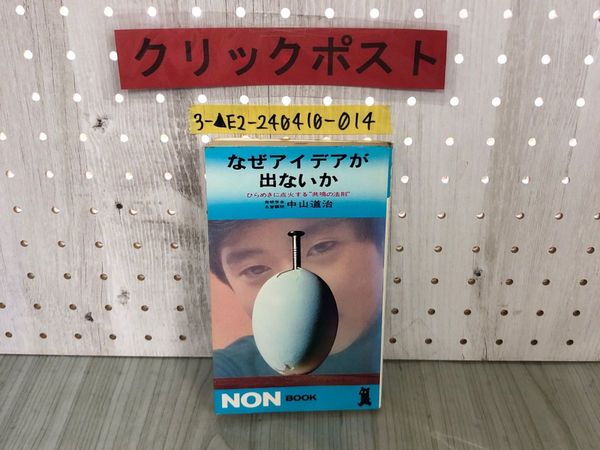 クリックポスト
3-▲E2-240410-014
なぜアイデアが
出ないか
ひらめきに点火する“共鳴の法則”
中山道治
NON BOOK